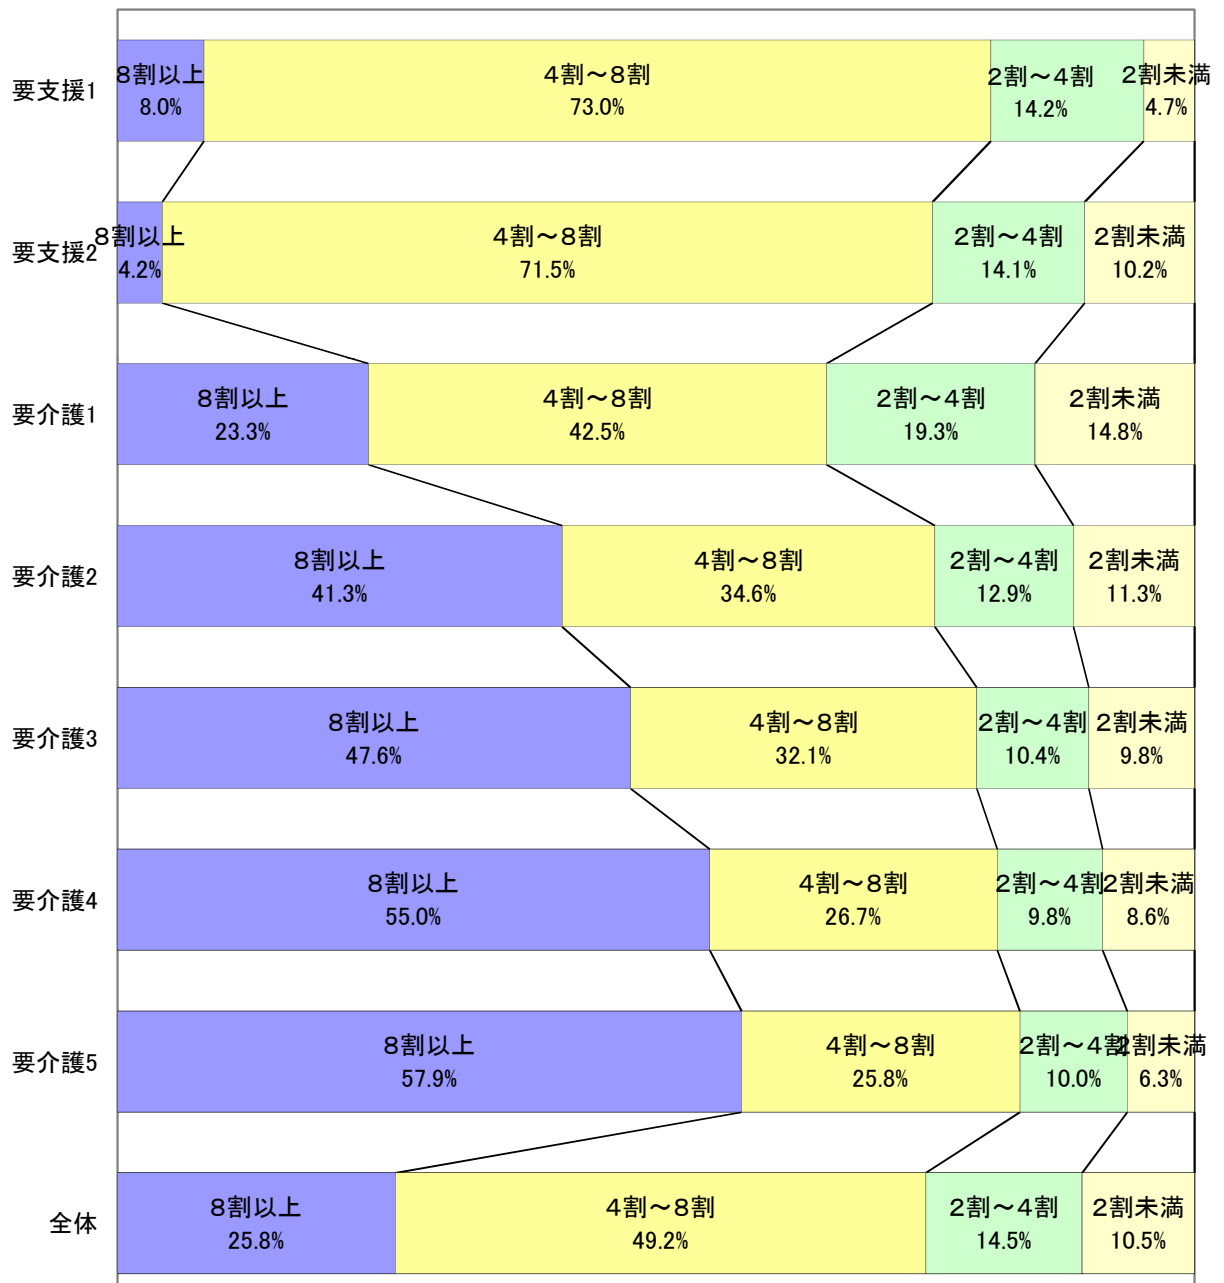 要支援1
8割以上
8.0%
4割～8割
73.0%
2割～4割
14.2%
2割未満
4.7%
要支援2
8割以上
4.2%
4割～8割
71.5%
2割～4割
14.1%
2割未満
10.2%
要介護1
8割以上
23.3%
4割～8割
42.5%
2割～4割
19.3%
2割未満
14.8%
要介護2
8割以上
41.3%
4割～8割
34.6%
2割～4割
12.9%
2割未満
11.3%
要介護3
8割以上
47.6%
4割～8割
32.1%
2割～4割
10.4%
2割未満
9.8%
要介護4
8割以上
55.0%
4割～8割
26.7%
2割～4割
9.8%
2割未満
8.6%
要介護5
8割以上
57.9%
4割～8割
25.8%
2割～4割
10.0%
2割未満
6.3%
全体
8割以上
25.8%
4割～8割
49.2%
2割～4割
14.5%
2割未満
10.5%